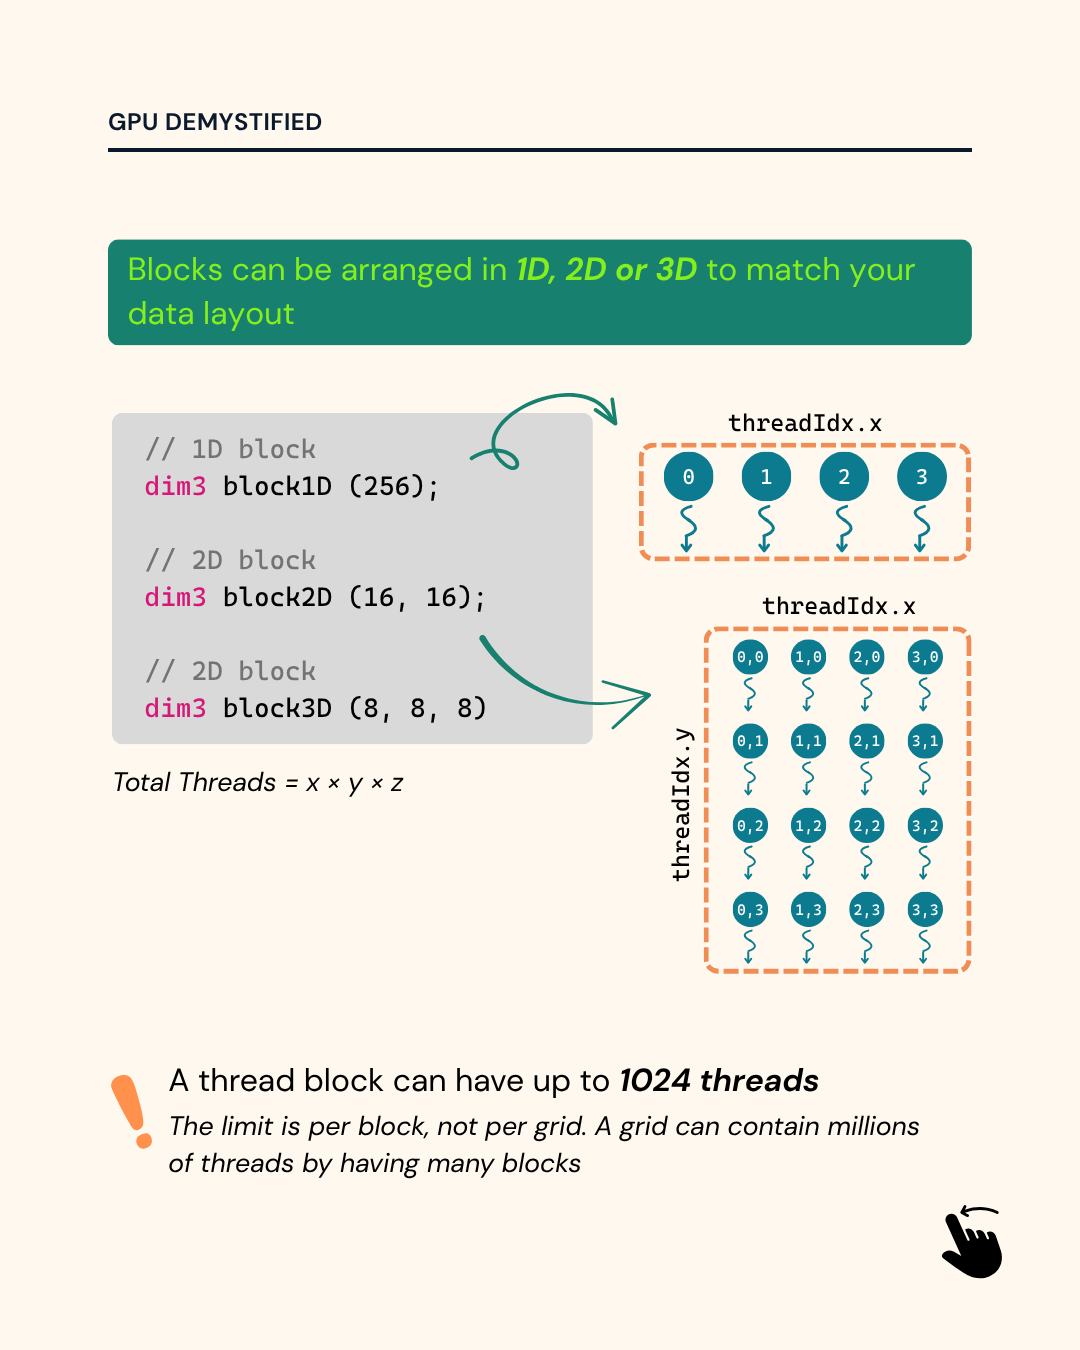 GPU DEMYSTIFIED
Blocks can be arranged in 1D, 2D or 3D to match your
data layout
// 1D block
dim3 block1D (256);
// 2D block
dim3 block2D (16, 16);
// 2D block
dim3 block3D (8, 8, 8)
Total Threads = x × y × z
threadIdx.x
0 1 2 3
threadIdx.x
threadIdx.y
0,0 1,0 2,0 3,0
0,1 1,1 2,1 3,1
0,2 1,2 2,2 3,2
0,3 1,3 2,3 3,3
A thread block can have up to 1024 threads
The limit is per block, not per grid. A grid can contain millions
of threads by having many blocks